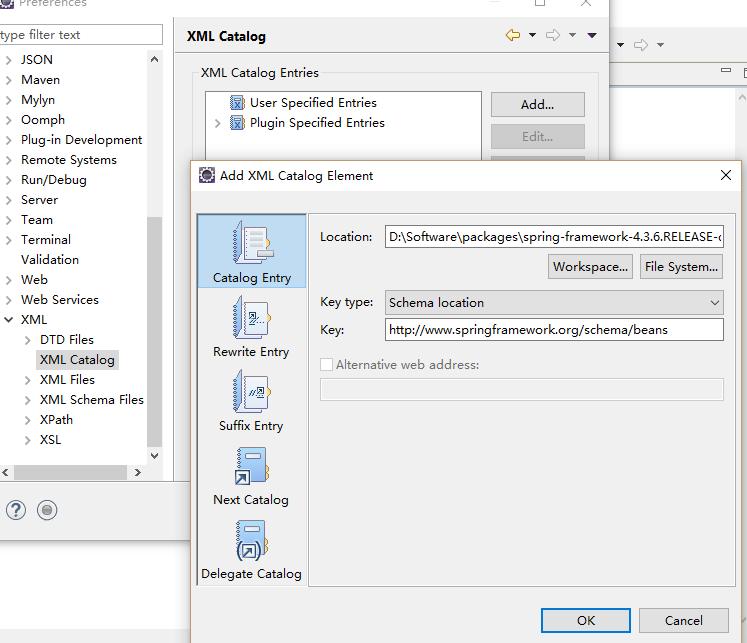 Preferences
type filter text
JSON
Maven
Mylyn
Oomph
Plug-in Development
Remote Systems
Run/Debug
Server
Team
Terminal
Validation
Web
Web Services
XML
DTD Files
XML Catalog
XML Files
XML Schema Files
XPath
XSL
XML Catalog
XML Catalog Entries
User Specified Entries
Plugin Specified Entries
Add...
Edit...
Add XML Catalog Element
Catalog Entry
Rewrite Entry
Suffix Entry
Next Catalog
Delegate Catalog
Location: D:\Software\packages\spring-framework-4.3.6.RELEASE-
Workspace... File System...
Key type: Schema location
Key: http://www.springframework.org/schema/beans
Alternative web address:
OK Cancel